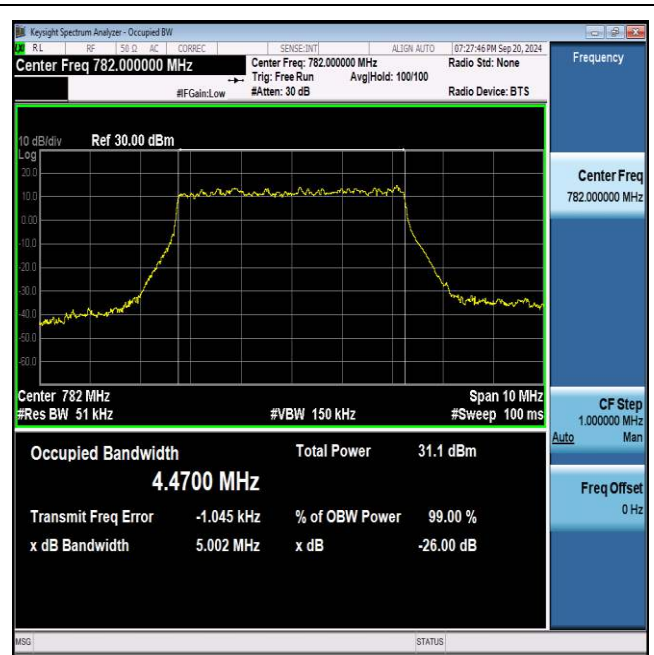 Keysight Spectrum Analyzer - Occupied BW
RL RF 50 Ω AC CORREC SENSE:INT ALIGN AUTO 07:27:46 PM Sep 20, 2024
Center Freq 782.000000 MHz
Center Freq: 782.000000 MHz Radio Std: None
Trig: Free Run Avg|Hold: 100/100
#IFGain:Low #Atten: 30 dB Radio Device: BTS
10 dB/div Ref 30.00 dBm
Log
20.0
10.0
0.00
-10.0
-20.0
-30.0
-40.0
-50.0
-60.0
Center 782 MHz Span 10 MHz
#Res BW 51 kHz #VBW 150 kHz #Sweep 100 ms
Occupied Bandwidth Total Power 31.1 dBm
4.4700 MHz
Transmit Freq Error -1.045 kHz % of OBW Power 99.00 %
x dB Bandwidth 5.002 MHz x dB -26.00 dB
MSG STATUS
Frequency
Center Freq
782.000000 MHz
CF Step
1.000000 MHz
Auto Man
Freq Offset
0 Hz